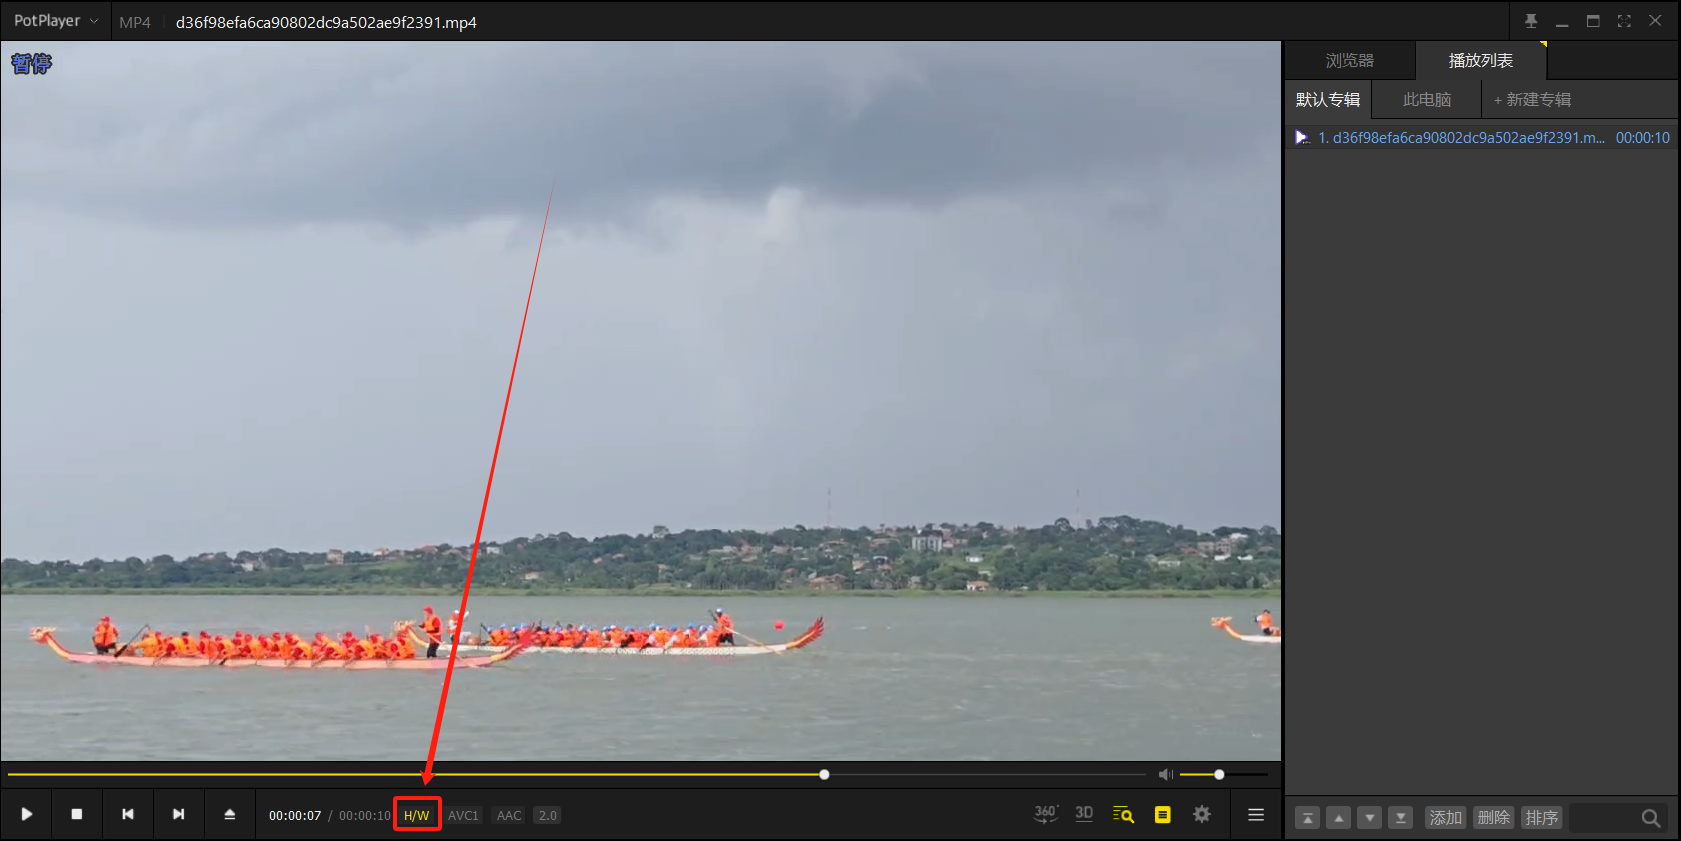 PotPlayer MP4 d36f98efa6ca90802dc9a502ae9f2391.mp4
暂停
浏览器 播放列表
默认专辑 此电脑 + 新建专辑
1. d36f98efa6ca90802dc9a502ae9f2391.m... 00:00:10
00:00:07 / 00:00:10 H/W AVC1 AAC 2.0
360° 3D
添加 删除 排序